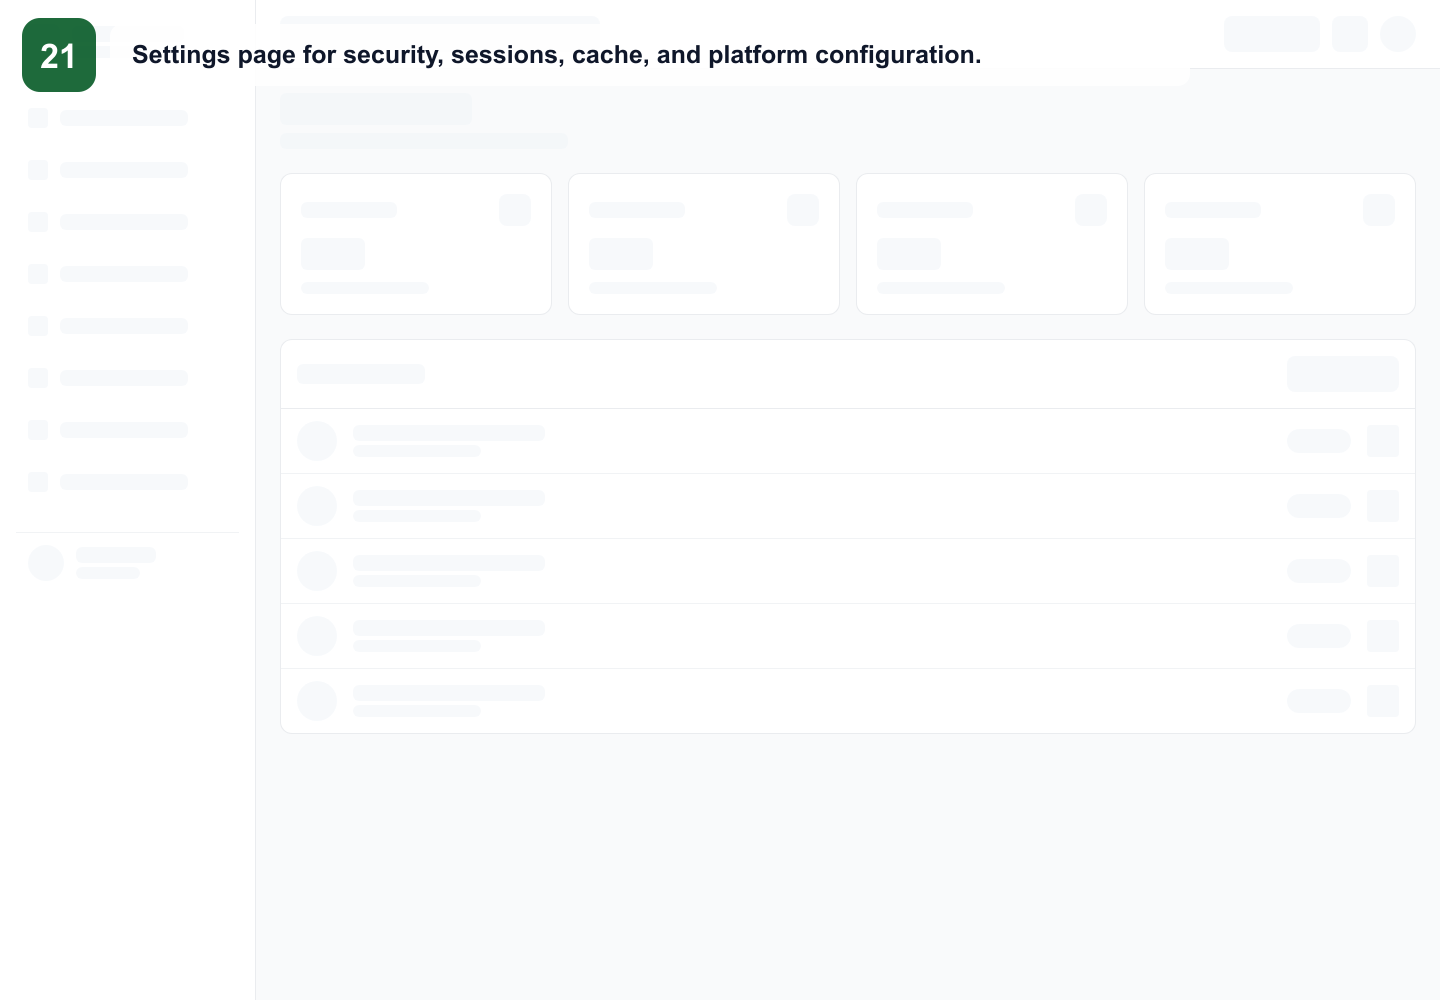 21
Settings page for security, sessions, cache, and platform configuration.